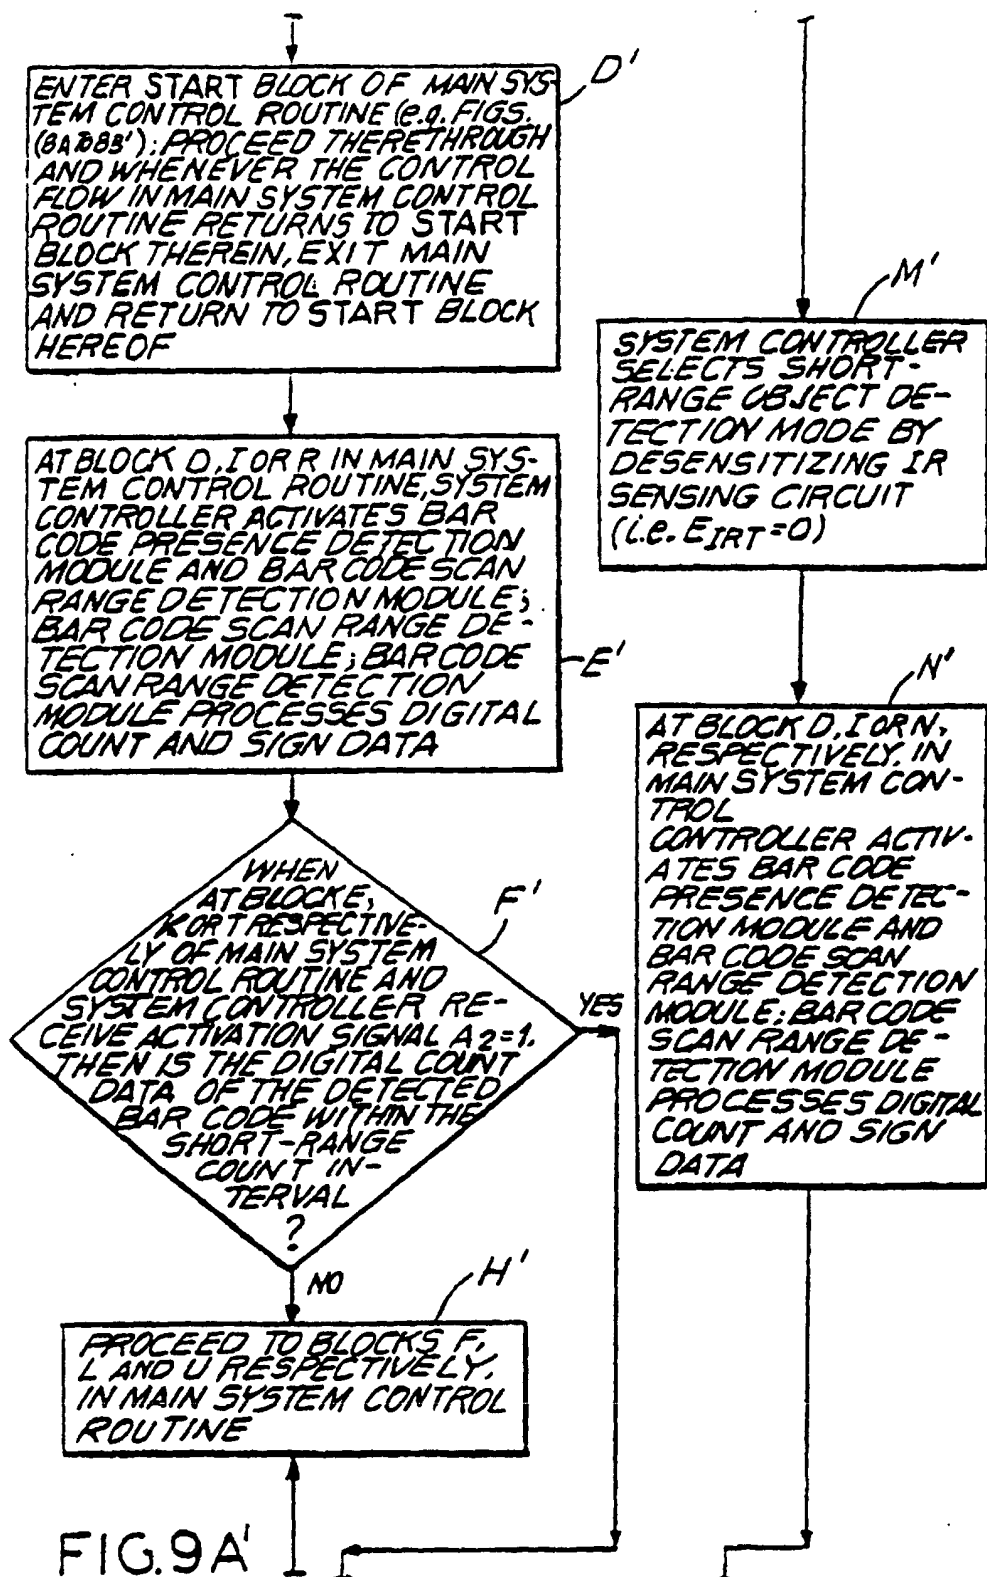 D'
ENTER START BLOCK OF MAIN SYS-
TEM CONTROL ROUTINE (e.g. FIGS.
(8A TO 8B'); PROCEED THERETHROUGH
AND WHENEVER THE CONTROL
FLOW IN MAIN SYSTEM CONTROL
ROUTINE RETURNS TO START
BLOCK THEREIN, EXIT MAIN
SYSTEM CONTROL ROUTINE
AND RETURN TO START BLOCK
HEREOF
M'
SYSTEM CONTROLLER
SELECTS SHORT-
RANGE OBJECT DE-
TECTION MODE BY
DESENSITIZING IR
SENSING CIRCUIT
(i.e. EIRT=0)
AT BLOCK D, I OR R IN MAIN SYS-
TEM CONTROL ROUTINE, SYSTEM
CONTROLLER ACTIVATES BAR
CODE PRESENCE DETECTION
MODULE AND BAR CODE SCAN
RANGE DETECTION MODULE;
BAR CODE SCAN RANGE DE-
TECTION MODULE; BAR CODE
SCAN RANGE DETECTION
MODULE PROCESSES DIGITAL
COUNT AND SIGN DATA
E'
N'
AT BLOCK D, I OR N,
RESPECTIVELY, IN
MAIN SYSTEM CON-
TROL
CONTROLLER ACTIV-
ATES BAR CODE
PRESENCE DETEC-
TION MODULE AND
BAR CODE SCAN
RANGE DETECTION
MODULE; BAR CODE
SCAN RANGE DE-
TECTION MODULE
PROCESSES DIGITAL
COUNT AND SIGN
DATA
F'
WHEN
AT BLOCK E,
K OR T RESPECTIVE-
LY OF MAIN SYSTEM
CONTROL ROUTINE AND
SYSTEM CONTROLLER RE-
CEIVE ACTIVATION SIGNAL A2=1,
THEN IS THE DIGITAL COUNT
DATA OF THE DETECTED
BAR CODE WITHIN THE
SHORT-RANGE
COUNT IN-
TERVAL
?
YES
NO
H'
PROCEED TO BLOCKS F,
L AND U RESPECTIVELY,
IN MAIN SYSTEM CONTROL
ROUTINE
FIG. 9A'